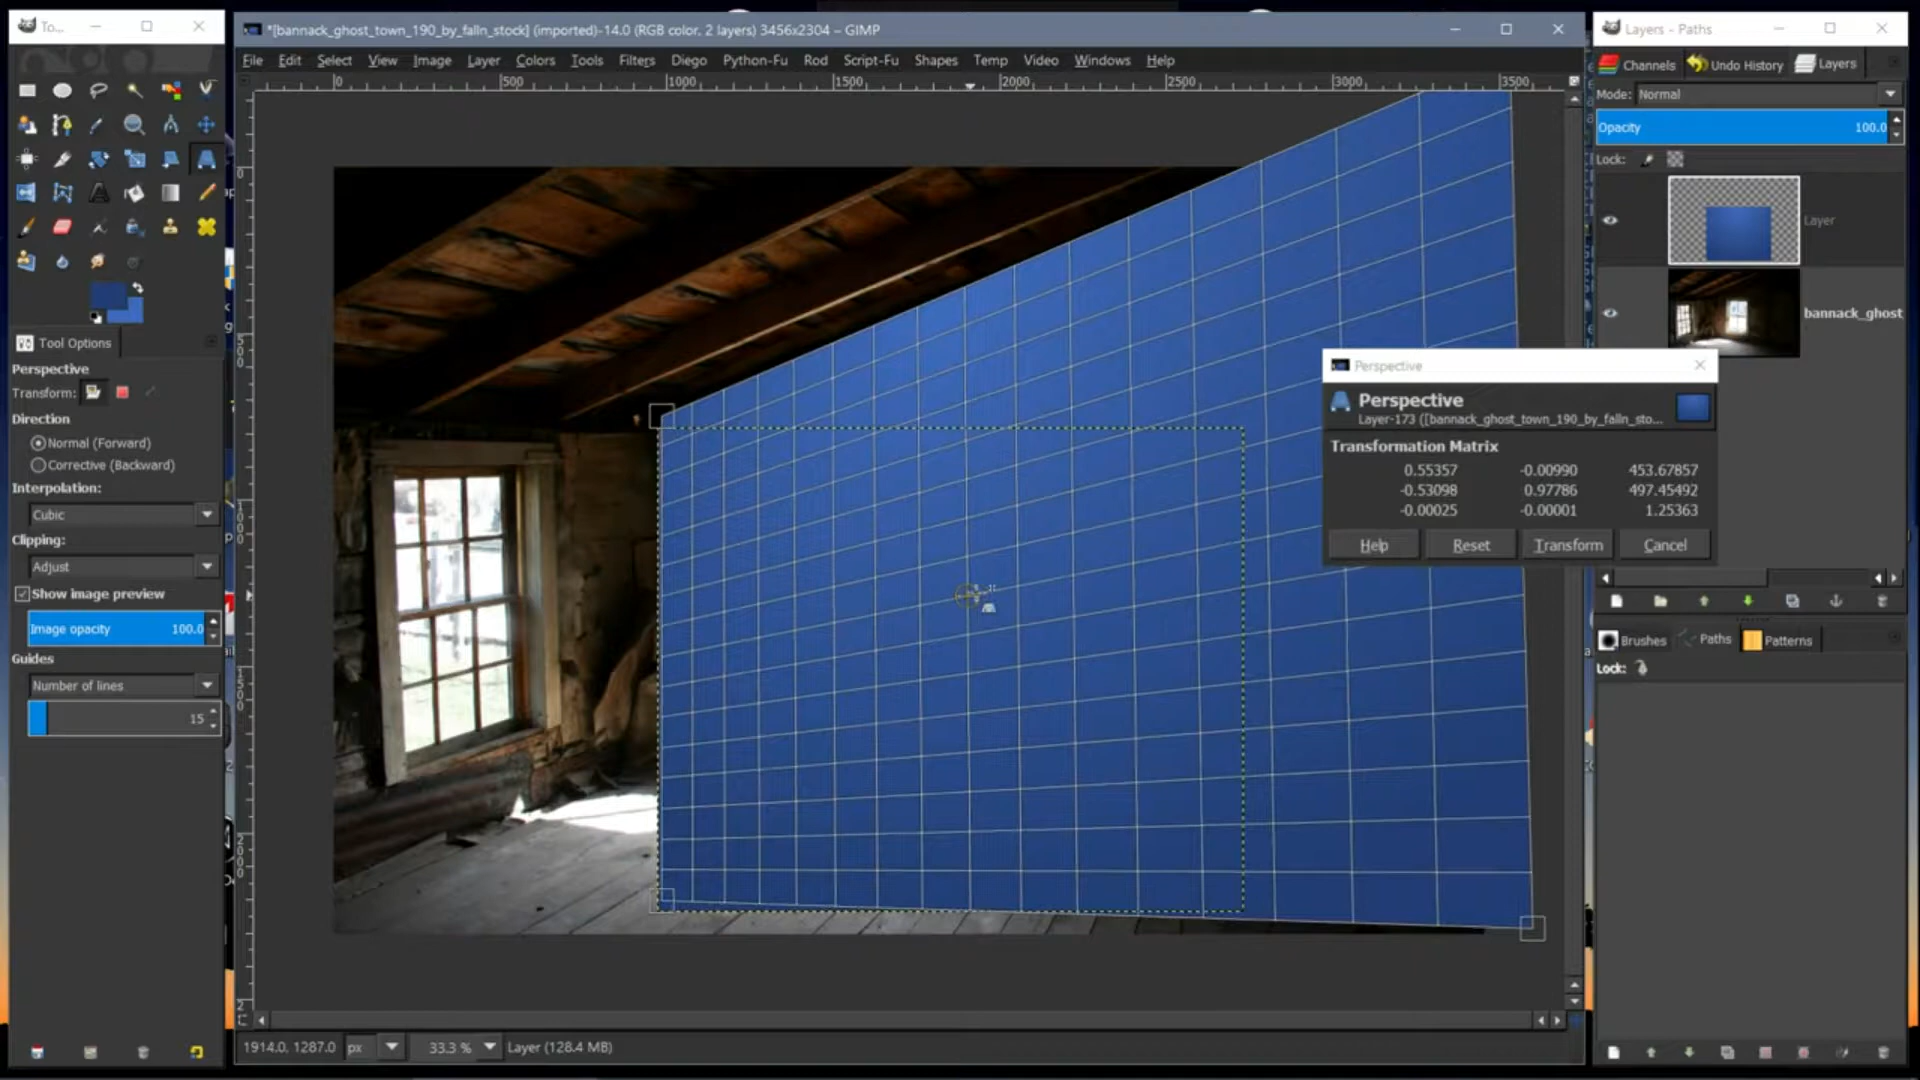 To...
Tool Options
Perspective
Transform:
Direction
Normal (Forward)
Corrective (Backward)
Interpolation:
Cubic
Clipping:
Adjust
Show image preview
Image opacity 100.0
Guides
Number of lines
15
*[bannack_ghost_town_190_by_falln_stock] (imported)-14.0 (RGB color, 2 layers) 3456x2304 – GIMP
File Edit Select View Image Layer Colors Tools Filters Diego Python-Fu Rod Script-Fu Shapes Temp Video Windows Help
0 500 1000 1500 2000 2500 3000 3500
0
500
1000
1500
2000
Perspective
Perspective
Layer-173 ([bannack_ghost_town_190_by_falln_sto...
Transformation Matrix
0.55357 -0.00990 453.67857
-0.53098 0.97786 497.45492
-0.00025 -0.00001 1.25363
Help Reset Transform Cancel
1914.0, 1287.0 px 33.3 % Layer (128.4 MB)
Layers - Paths
Channels Undo History Layers
Mode: Normal
Opacity 100.0
Lock:
Layer
bannack_ghost
Brushes Paths Patterns
Lock: